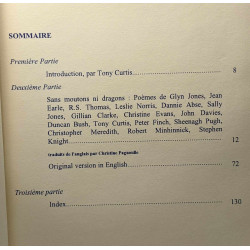 SOMMAIRE
Première Partie
Introduction, par Tony Curtis 8
Deuxième Partie
Sans moutons ni dragons : Poèmes de Glyn Jones,
Jean Earle, R.S. Thomas, Leslie Norris, Dannie Abse, Sally
Jones, Gillian Clarke, Christine Evans, John Davies,
Duncan Bush, Tony Curtis, Peter Finch, Sheenagh Pugh,
Christopher Meredith, Robert Minhinnick, Stephen
Knight 12
traduits de l'anglais par Christine Pagnoulle
Original version in English 72
Troisième partie
Index 130